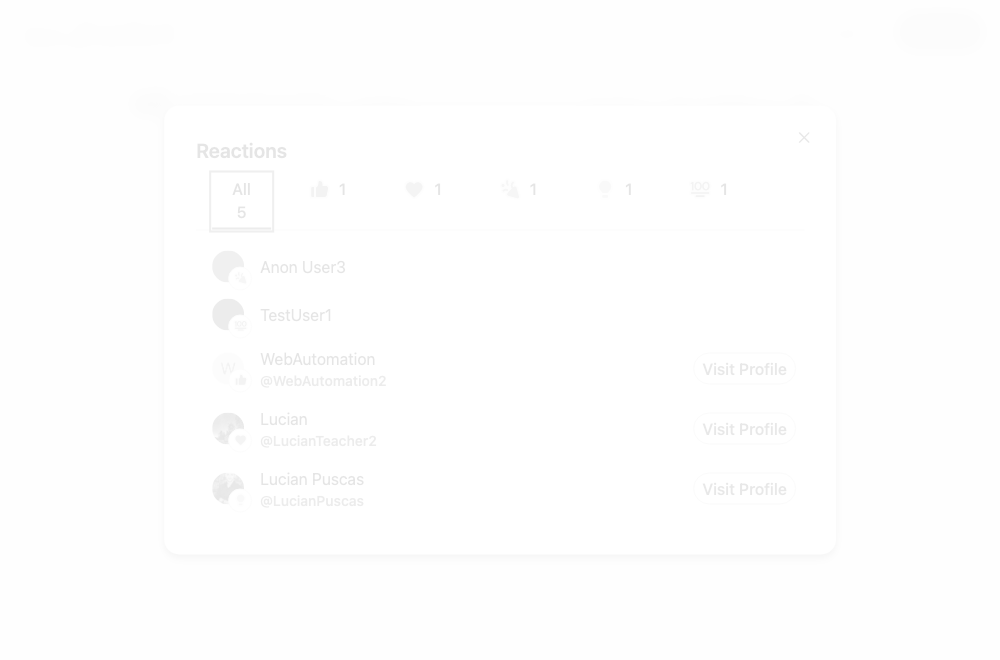 Reactions
All
5
1
1
1
1
💯 1
Anon User3
TestUser1
W
WebAutomation
@WebAutomation2
Visit Profile
Lucian
@LucianTeacher2
Visit Profile
Lucian Puscas
@LucianPuscas
Visit Profile